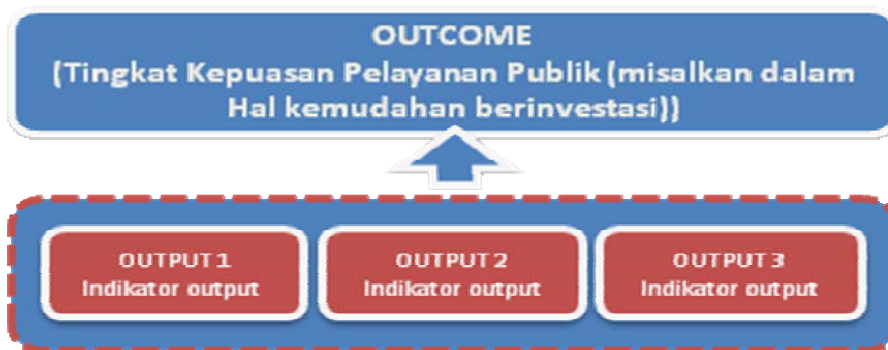 OUTCOME
(Tingkat Kepuasan Pelayanan Publik (misalkan dalam
Hal kemudahan berinvestasi))
OUTPUT 1
Indikator output
OUTPUT 2
Indikator output
OUTPUT 3
Indikator output